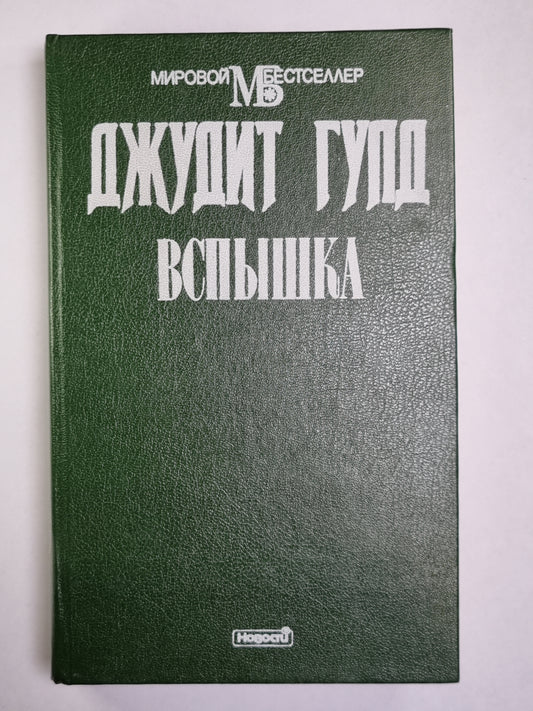 МИРОВОЙ МБ БЕСТСЕЛЛЕР
ДЖУДИТ ГУЛД
ВСПЫШКА
Новости